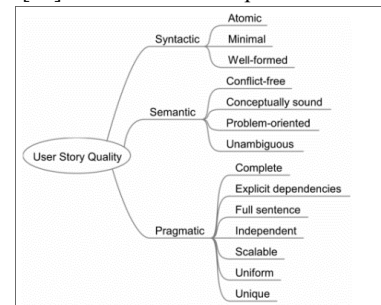 User Story Quality
Syntactic
Atomic
Minimal
Well-formed
Semantic
Conflict-free
Conceptually sound
Problem-oriented
Unambiguous
Pragmatic
Complete
Explicit dependencies
Full sentence
Independent
Scalable
Uniform
Unique